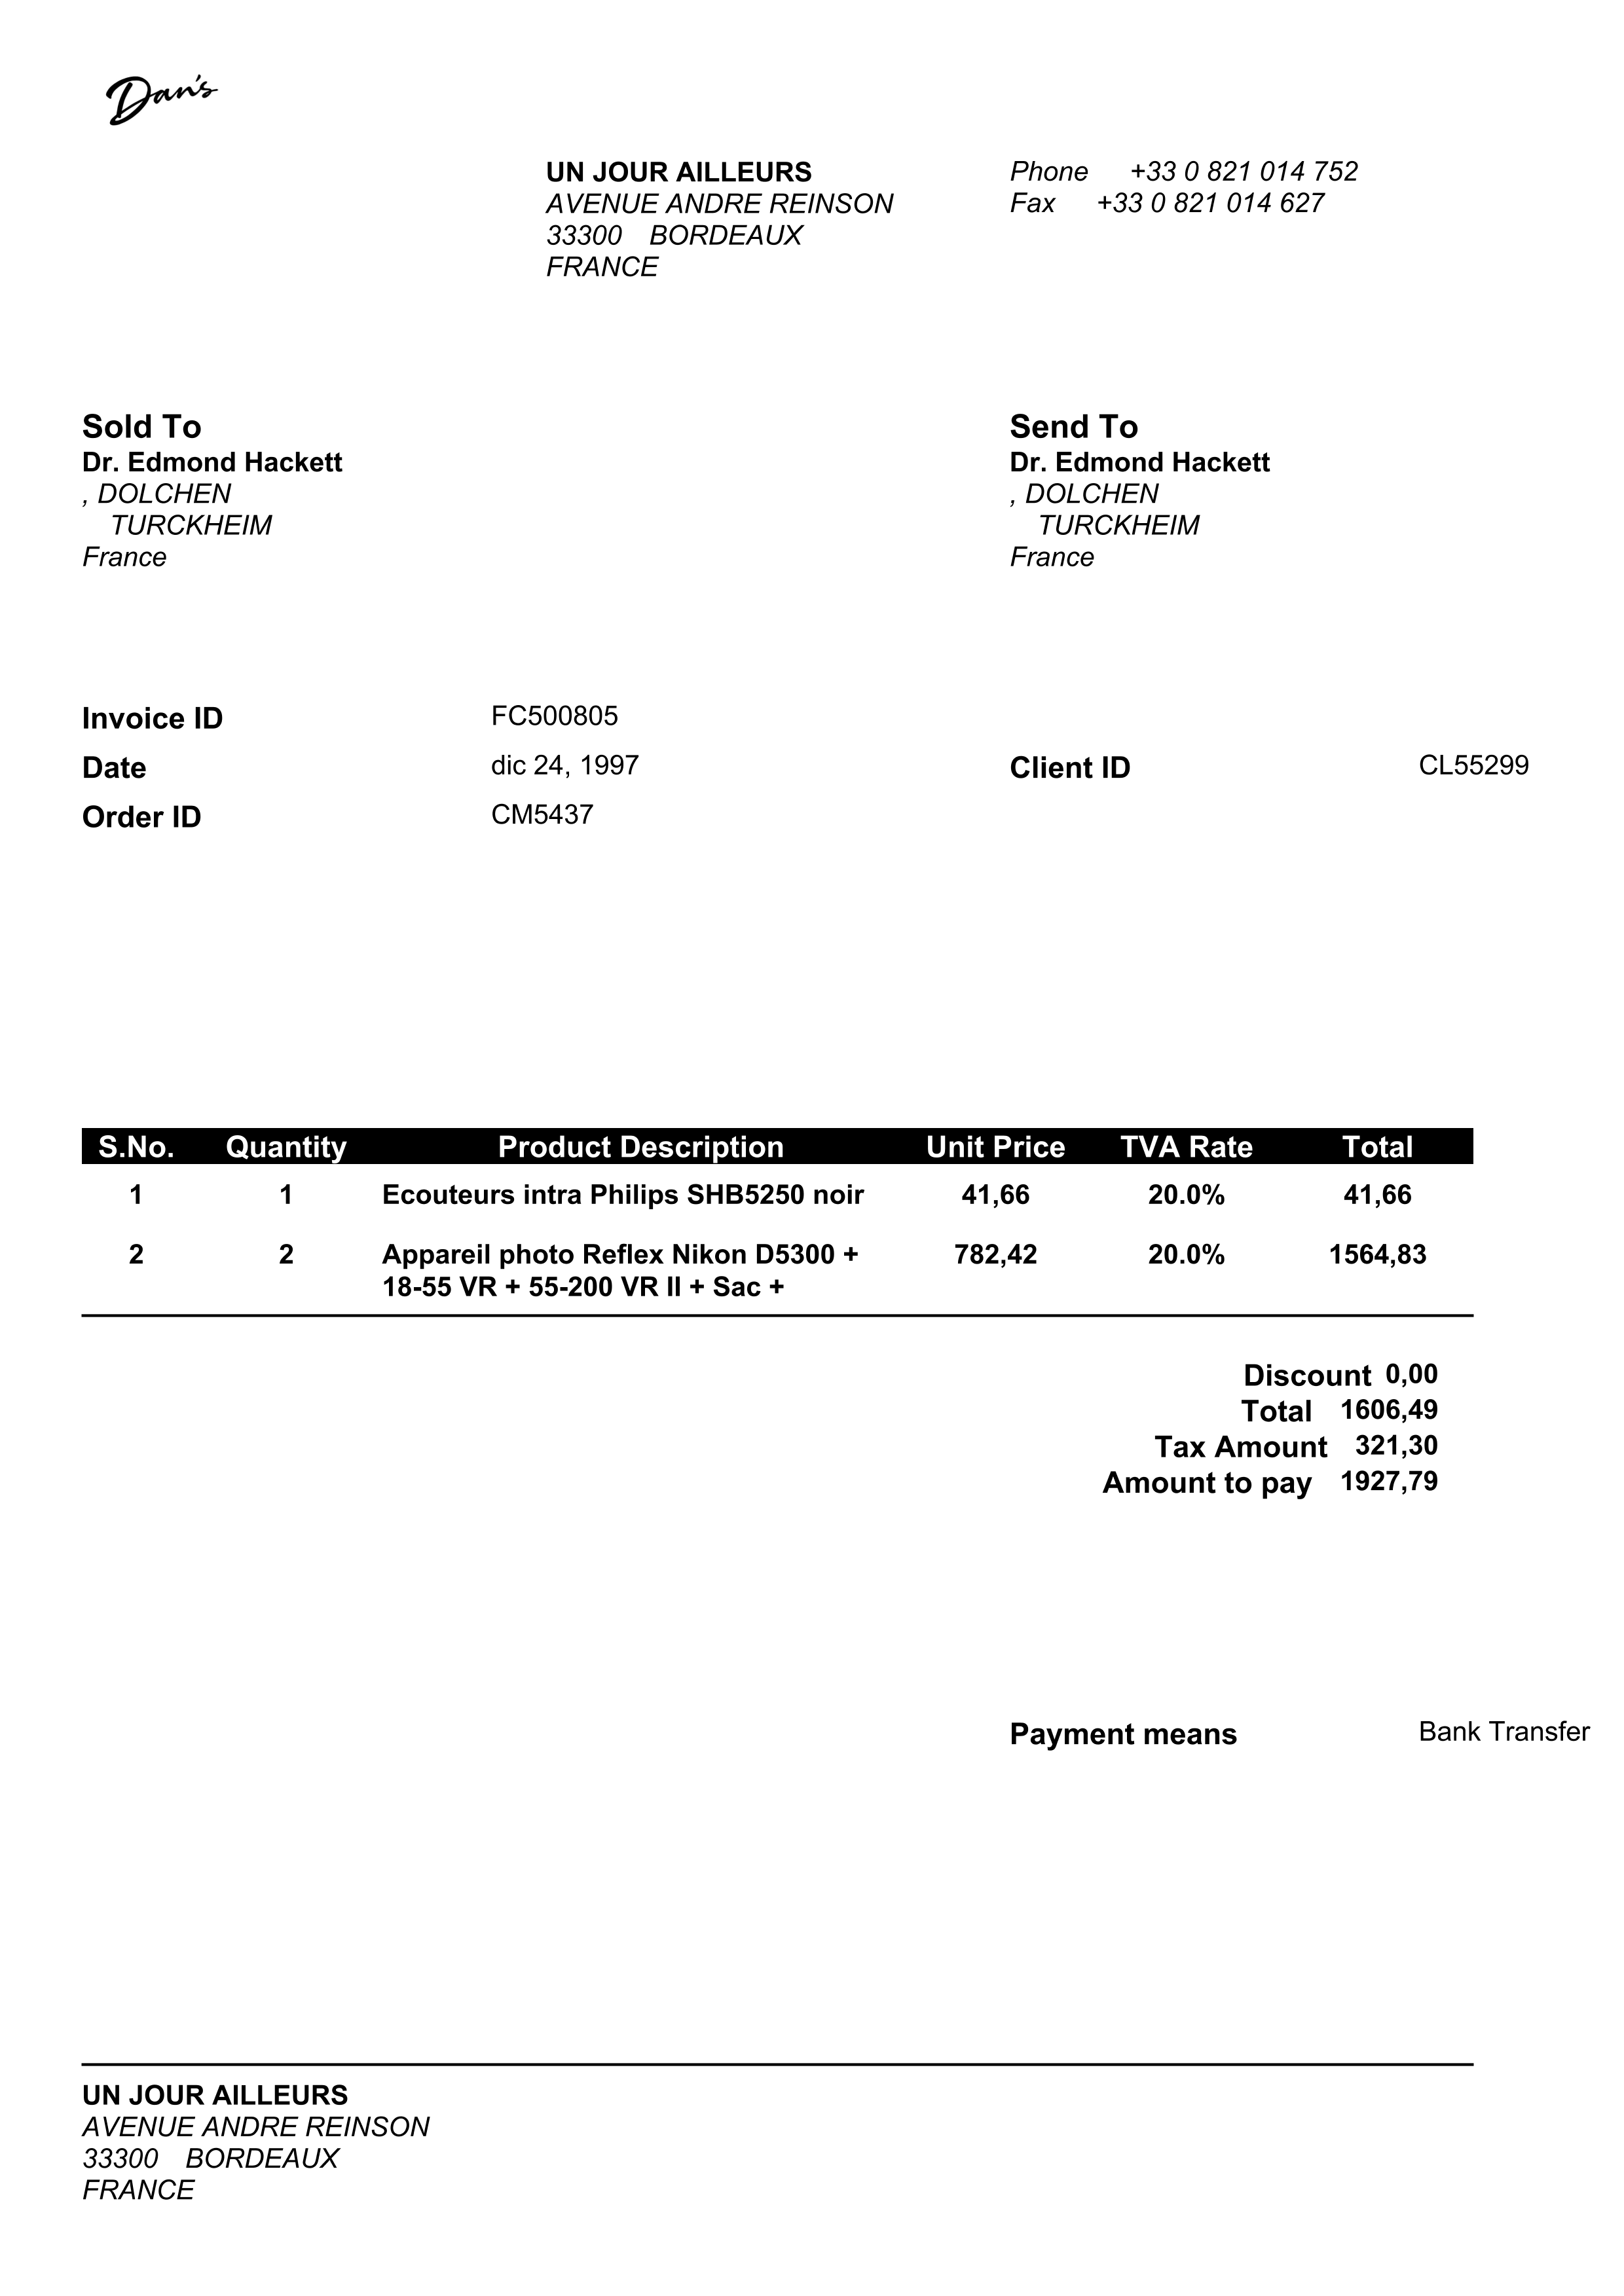 Dan's
UN JOUR AILLEURS
AVENUE ANDRE REINSON
33300 BORDEAUX
FRANCE
Phone +33 0 821 014 752
Fax +33 0 821 014 627
Sold To
Dr. Edmond Hackett
, DOLCHEN
TURCKHEIM
France
Send To
Dr. Edmond Hackett
, DOLCHEN
TURCKHEIM
France
Invoice ID FC500805
Date dic 24, 1997
Order ID CM5437
Client ID CL55299
S.No. Quantity Product Description Unit Price TVA Rate Total
1 1 Ecouteurs intra Philips SHB5250 noir 41,66 20.0% 41,66
2 2 Appareil photo Reflex Nikon D5300 + 782,42 20.0% 1564,83
18-55 VR + 55-200 VR II + Sac +
Discount 0,00
Total 1606,49
Tax Amount 321,30
Amount to pay 1927,79
Payment means Bank Transfer
UN JOUR AILLEURS
AVENUE ANDRE REINSON
33300 BORDEAUX
FRANCE